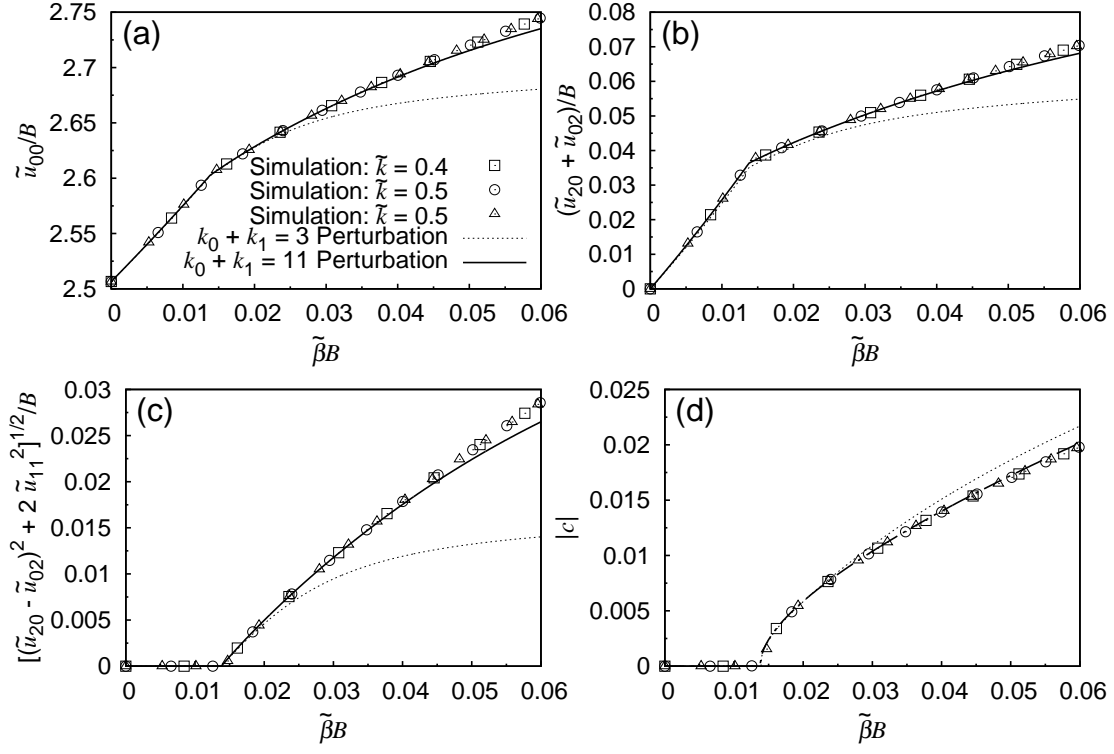 (a)
2.75
2.7
2.65
2.6
2.55
2.5
ũ₀₀/B
Simulation: k̃ = 0.4
Simulation: k̃ = 0.5
Simulation: k̃ = 0.5
k₀ + k₁ = 3 Perturbation
k₀ + k₁ = 11 Perturbation
0 0.01 0.02 0.03 0.04 0.05 0.06
β̃B
(b)
0.08
0.07
0.06
0.05
0.04
0.03
0.02
0.01
0
(ũ₂₀ + ũ₀₂)/B
0 0.01 0.02 0.03 0.04 0.05 0.06
β̃B
(c)
0.03
0.025
0.02
0.015
0.01
0.005
0
[(ũ₂₀ - ũ₀₂)² + 2 ũ₁₁²]^1/2/B
0 0.01 0.02 0.03 0.04 0.05 0.06
β̃B
(d)
0.025
0.02
0.015
0.01
0.005
0
|c|
0 0.01 0.02 0.03 0.04 0.05 0.06
β̃B